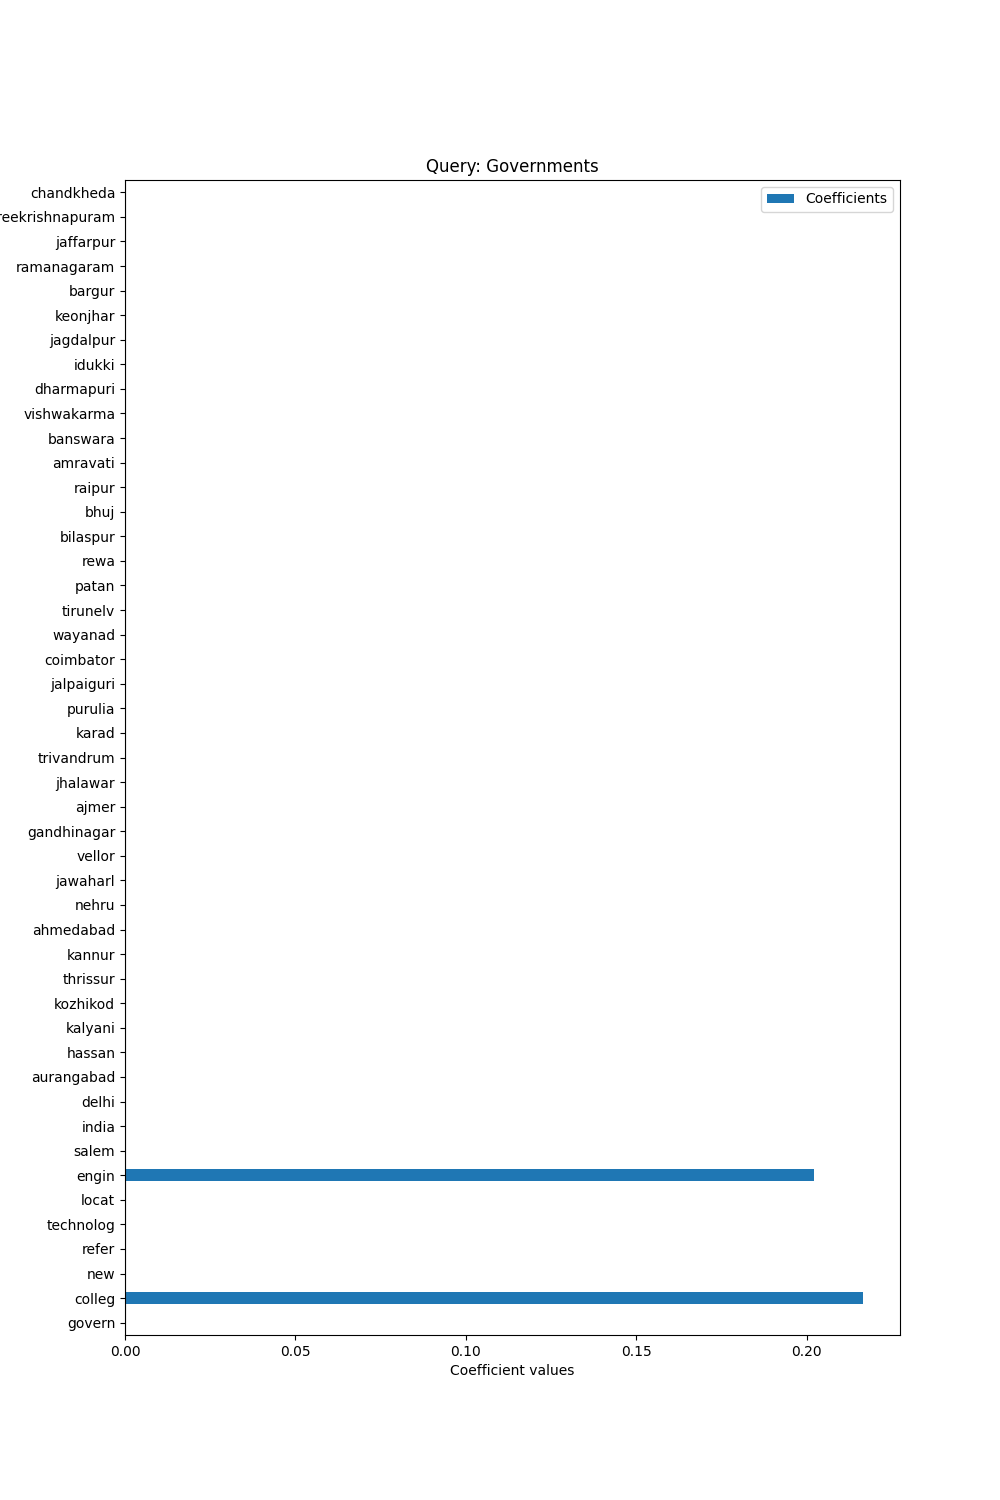 Query: Governments
Coefficients
chandkheda
reekrishnapuram
jaffarpur
ramanagaram
bargur
keonjhar
jagdalpur
idukki
dharmapuri
vishwakarma
banswara
amravati
raipur
bhuj
bilaspur
rewa
patan
tirunelv
wayanad
coimbator
jalpaiguri
purulia
karad
trivandrum
jhalawar
ajmer
gandhinagar
vellor
jawaharl
nehru
ahmedabad
kannur
thrissur
kozhikod
kalyani
hassan
aurangabad
delhi
india
salem
engin
locat
technolog
refer
new
colleg
govern
0.00 0.05 0.10 0.15 0.20
Coefficient values